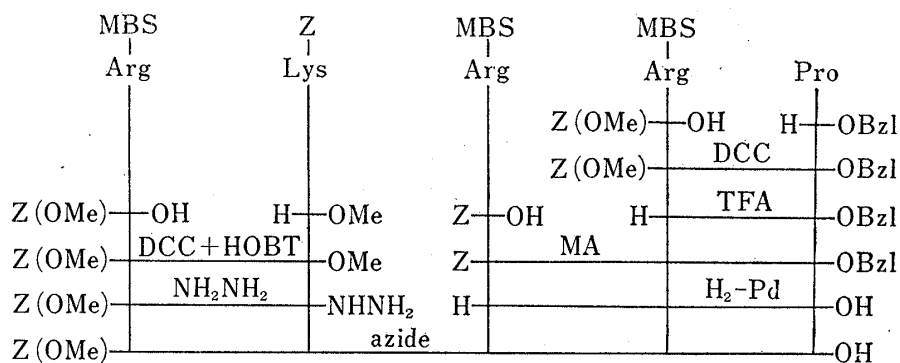 MBS Z MBS MBS
Arg Lys Arg Arg Pro
Z(OMe) OH H OBzl
Z(OMe) DCC OBzl
Z(OMe) OH H OMe Z OH H TFA OBzl
Z(OMe) DCC+HOBT OMe Z MA OBzl
Z(OMe) NH₂NH₂ NHNH₂ H H₂-Pd OH
Z(OMe) azide OH